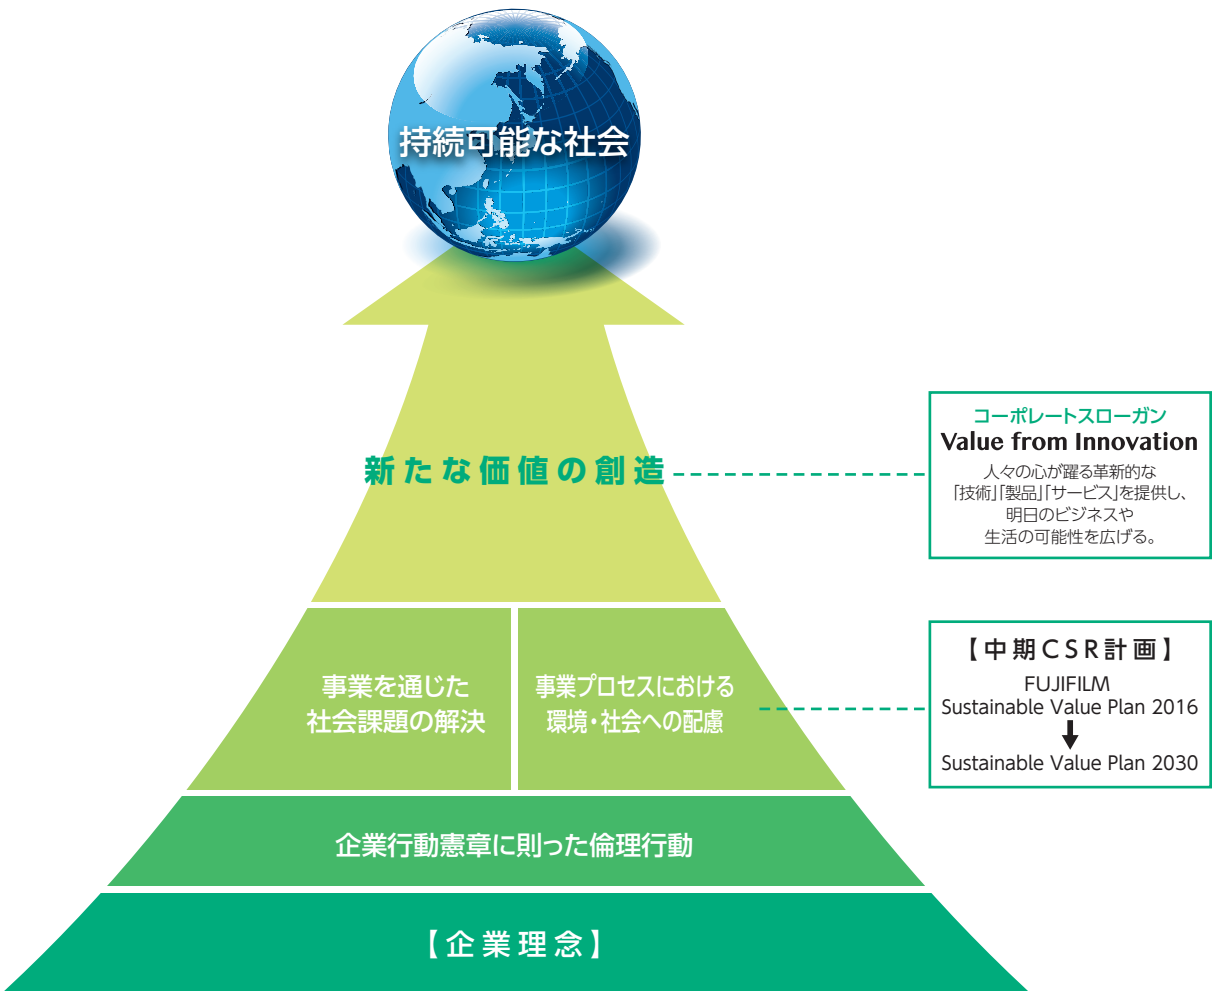 持続可能な社会
新たな価値の創造
コーポレートスローガン
Value from Innovation
人々の心が躍る革新的な
「技術」「製品」「サービス」を提供し、
明日のビジネスや
生活の可能性を広げる。
事業を通じた
社会課題の解決
事業プロセスにおける
環境・社会への配慮
【中期CSR計画】
FUJIFILM
Sustainable Value Plan 2016
Sustainable Value Plan 2030
企業行動憲章に則った倫理行動
【企業理念】